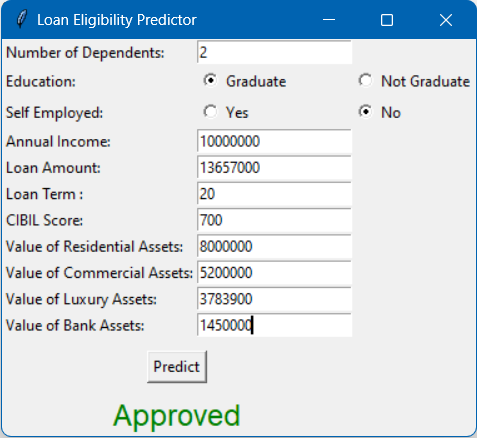 Loan Eligibility Predictor
Number of Dependents: 2
Education: Graduate Not Graduate
Self Employed: Yes No
Annual Income: 10000000
Loan Amount: 13657000
Loan Term : 20
CIBIL Score: 700
Value of Residential Assets: 8000000
Value of Commercial Assets: 5200000
Value of Luxury Assets: 3783900
Value of Bank Assets: 1450000
Predict
Approved